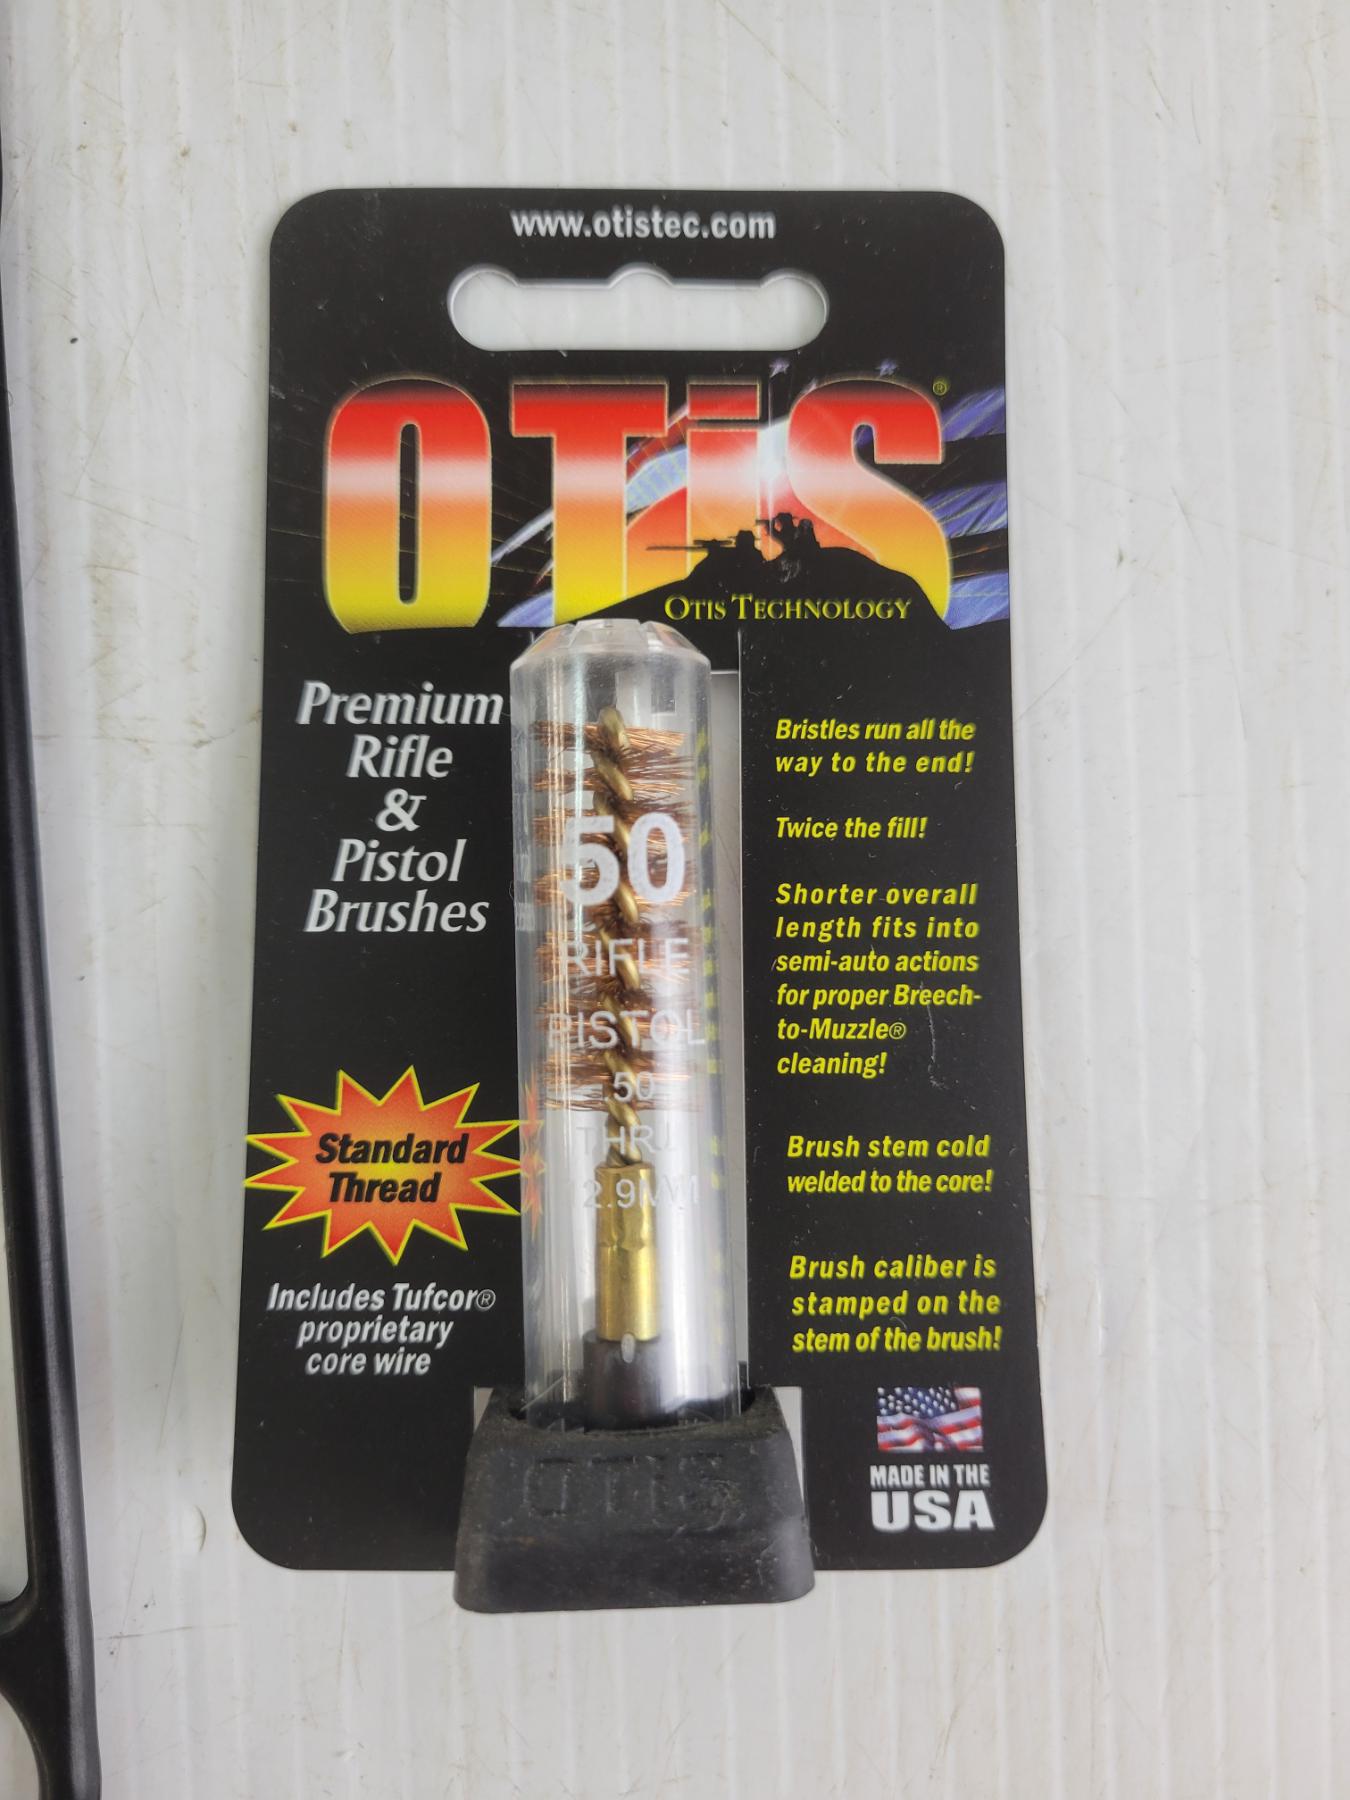 www.otistec.com
OTiS®
OTIS TECHNOLOGY
Premium
Rifle
&
Pistol
Brushes
Standard
Thread
Includes Tufcor®
proprietary
core wire
50
RIFLE
PISTOL
.50
THRU
12.9MM
Bristles run all the
way to the end!
Twice the fill!
Shorter overall
length fits into
semi-auto actions
for proper Breech-
to-Muzzle®
cleaning!
Brush stem cold
welded to the core!
Brush caliber is
stamped on the
stem of the brush!
MADE IN THE
USA
OTiS